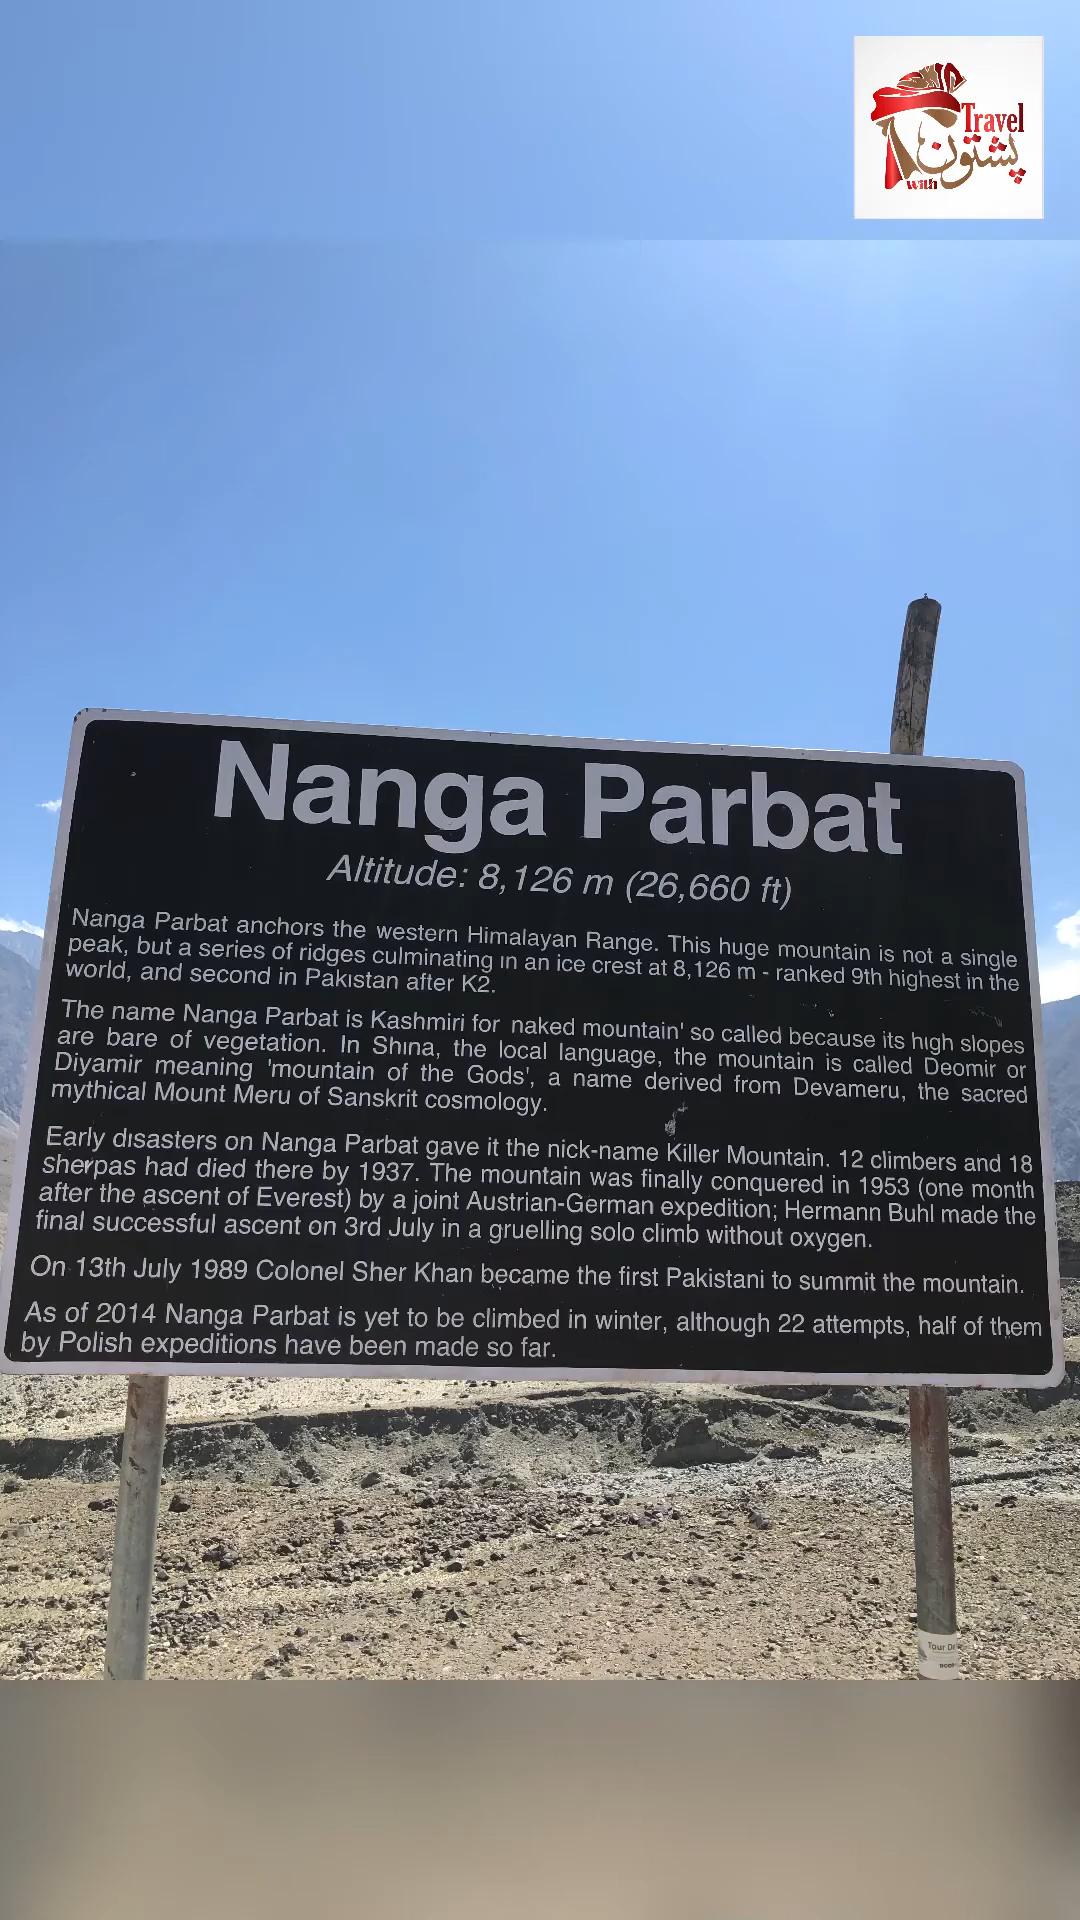 Travel
پشتون
with
Nanga Parbat
Altitude: 8,126 m (26,660 ft)
Nanga Parbat anchors the western Himalayan Range. This huge mountain is not a single
peak, but a series of ridges culminating in an ice crest at 8,126 m - ranked 9th highest in the
world, and second in Pakistan after K2.
The name Nanga Parbat is Kashmiri for naked mountain' so called because its high slopes
are bare of vegetation. In Shina, the local language, the mountain is called Deomir or
Diyamir meaning 'mountain of the Gods', a name derived from Devameru, the sacred
mythical Mount Meru of Sanskrit cosmology.
Early disasters on Nanga Parbat gave it the nick-name Killer Mountain. 12 climbers and 18
sherpas had died there by 1937. The mountain was finally conquered in 1953 (one month
after the ascent of Everest) by a joint Austrian-German expedition; Hermann Buhl made the
final successful ascent on 3rd July in a gruelling solo climb without oxygen.
On 13th July 1989 Colonel Sher Khan became the first Pakistani to summit the mountain.
As of 2014 Nanga Parbat is yet to be climbed in winter, although 22 attempts, half of them
by Polish expeditions have been made so far.
Tour